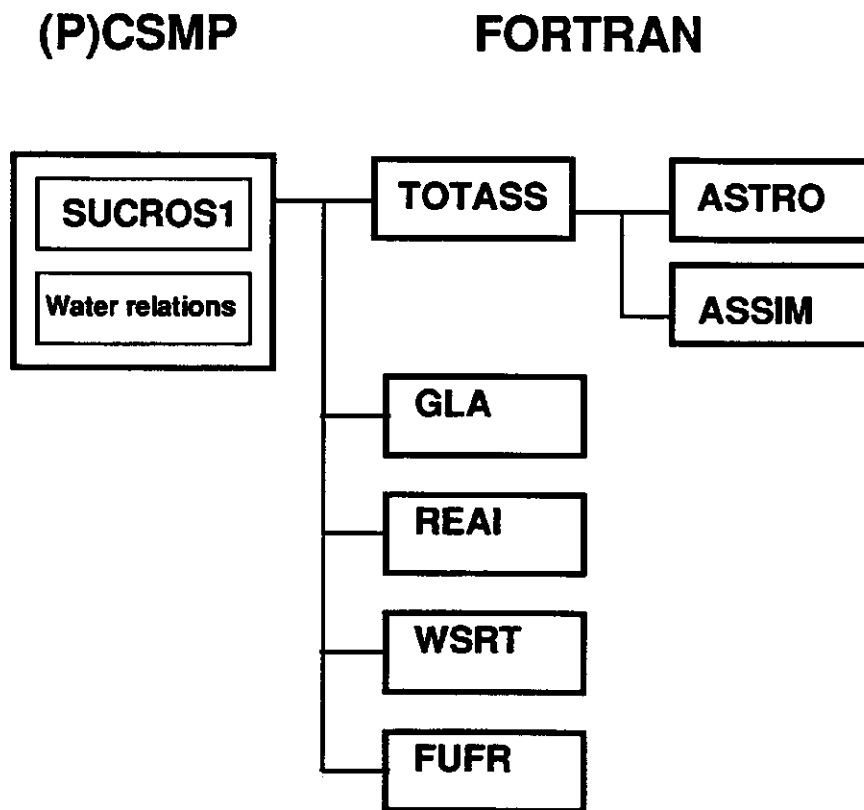 (P)CSMP FORTRAN
SUCROS1
Water relations
TOTASS
ASTRO
ASSIM
GLA
REAI
WSRT
FUFR